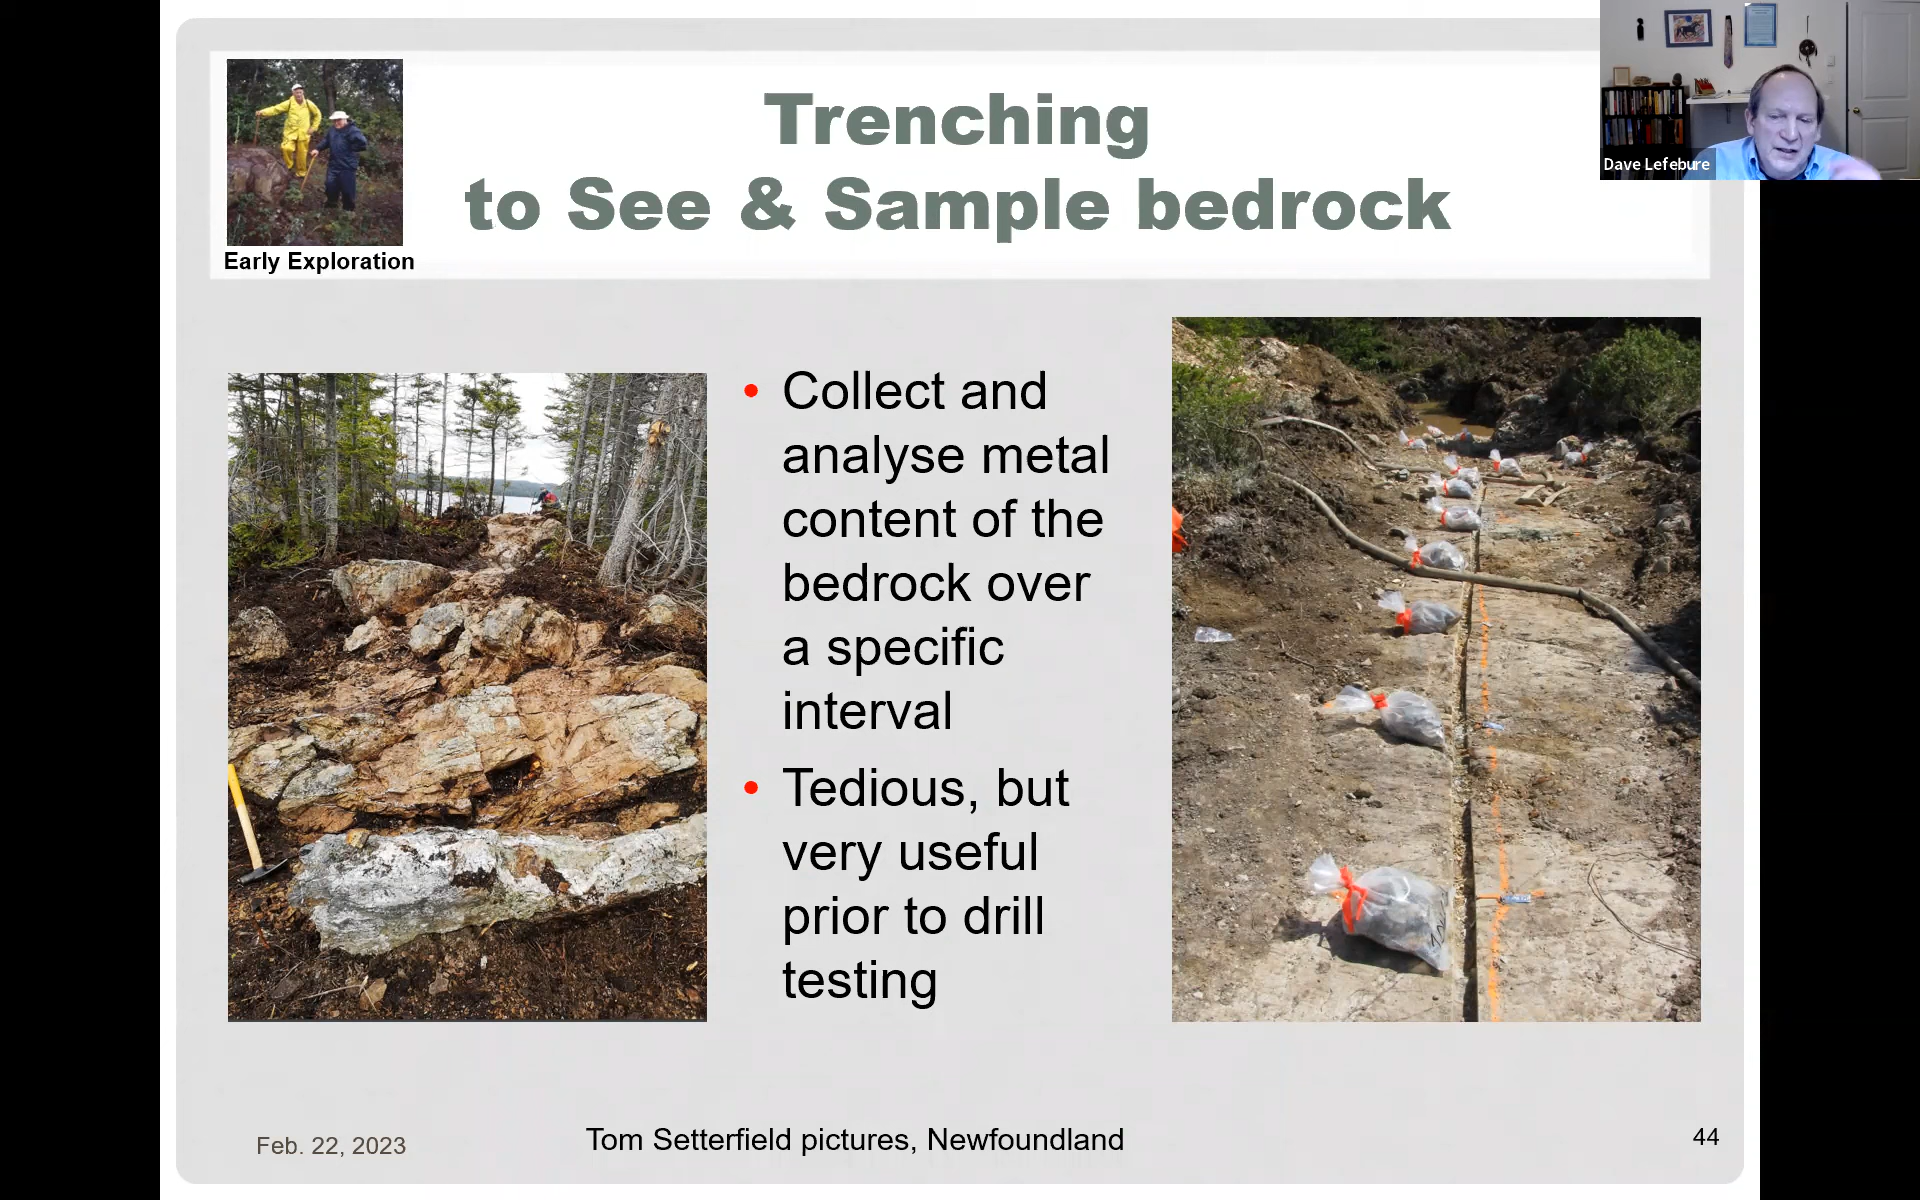 Trenching
to See & Sample bedrock
Dave Lefebure
Early Exploration
• Collect and
analyse metal
content of the
bedrock over
a specific
interval
• Tedious, but
very useful
prior to drill
testing
Feb. 22, 2023
Tom Setterfield pictures, Newfoundland
44